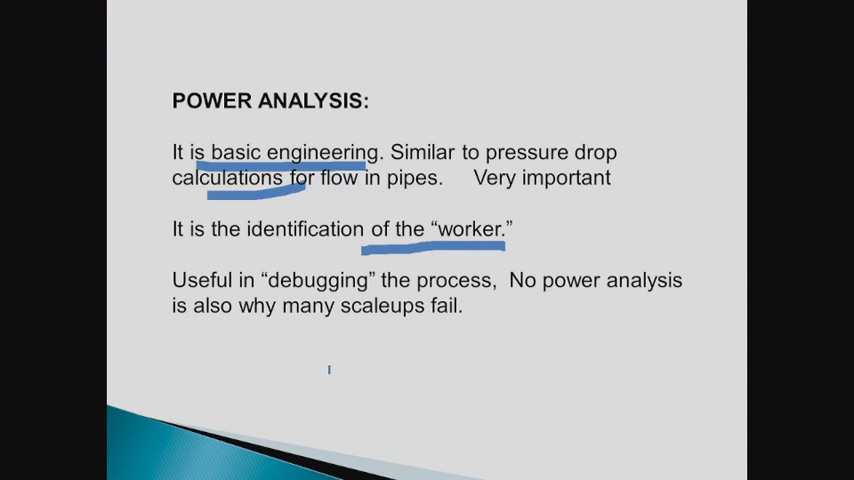 POWER ANALYSIS:
It is basic engineering. Similar to pressure drop
calculations for flow in pipes. Very important
It is the identification of the “worker.”
Useful in “debugging” the process, No power analysis
is also why many scaleups fail.